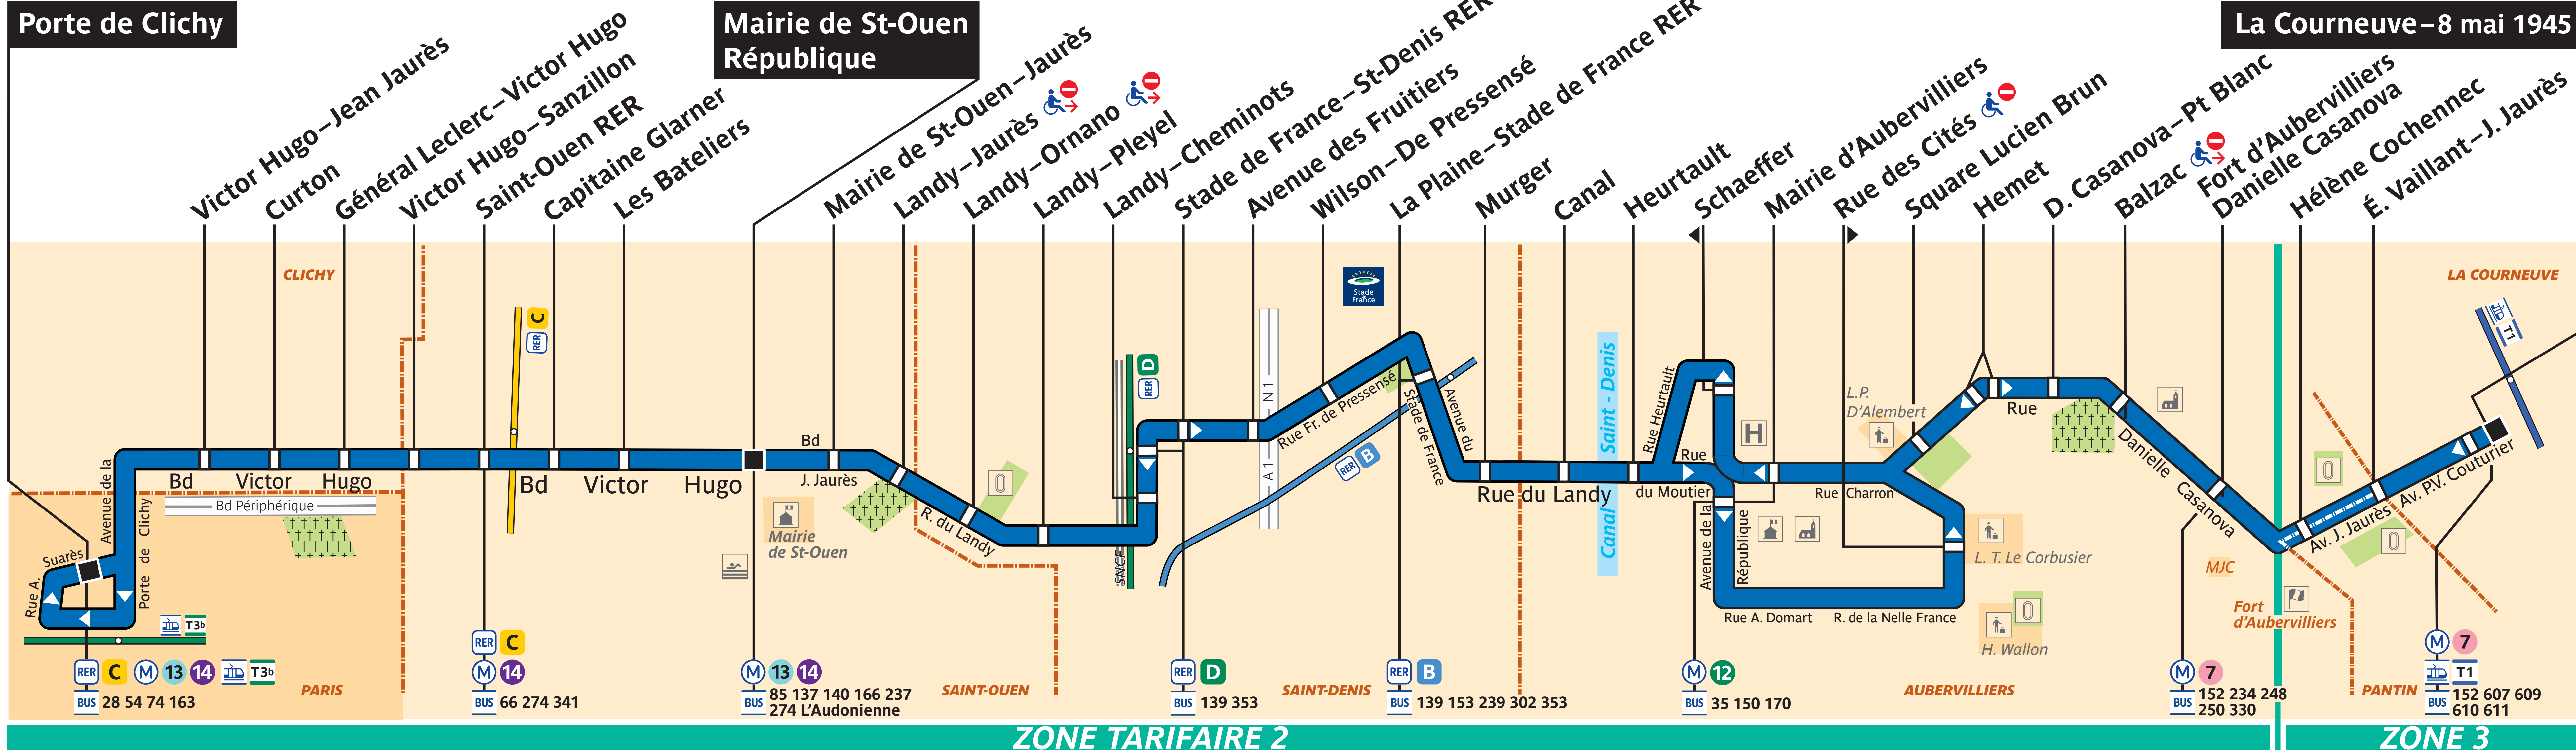 Porte de Clichy
Mairie de St-Ouen
République
La Courneuve–8 mai 1945
Victor Hugo–Jean Jaurès
Curton
Général Leclerc–Victor Hugo
Victor Hugo–Sanzillon
Saint-Ouen RER
Capitaine Glarner
Les Bateliers
Mairie de St-Ouen–Jaurès
Landy–Jaurès
Landy–Ornano
Landy–Pleyel
Landy–Cheminots
Stade de France–St-Denis RER
Avenue des Fruitiers
Wilson–De Pressensé
La Plaine–Stade de France RER
Murger
Canal
Heurtault
Schaeffer
Mairie d'Aubervilliers
Rue des Cités
Square Lucien Brun
Hemet
D. Casanova–Pt Blanc
Balzac
Fort d'Aubervilliers
Danielle Casanova
Hélène Cochennec
É. Vaillant–J. Jaurès
CLICHY
LA COURNEUVE
C
RER
D
RER
A1 N1
Stade
de
France
T1
Avenue de la
Porte de Clichy
Bd Victor Hugo
Bd Périphérique
Suarès
Rue A.
T3b
Bd Victor Hugo
Bd
J. Jaurès
Mairie
de St-Ouen
R. du Landy
SNCF
Rue Fr. de Pressensé
RER B
Avenue du
Stade de France
Rue du Landy
Canal Saint - Denis
Rue Heurtault
Rue
du Moutier
H
Avenue de la
République
Rue Charron
L.P.
D'Alembert
Rue
Danielle
Casanova
L. T. Le Corbusier
Rue A. Domart
R. de la Nelle France
H. Wallon
MJC
Fort
d'Aubervilliers
Av. J. Jaurès
Av. P.V. Couturier
RER C M 13 14 T3b
BUS 28 54 74 163
PARIS
RER C
M 14
BUS 66 274 341
M 13 14
BUS 85 137 140 166 237
274 L'Audonienne
SAINT-OUEN
RER D
BUS 139 353
SAINT-DENIS
RER B
BUS 139 153 239 302 353
M 12
BUS 35 150 170
AUBERVILLIERS
M 7
BUS 152 234 248
250 330
PANTIN
M 7
T1
BUS 152 607 609
610 611
ZONE TARIFAIRE 2
ZONE 3